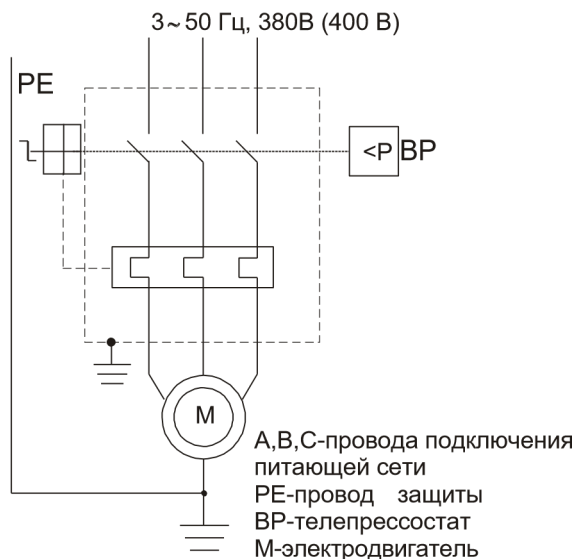 3~ 50 Гц, 380В (400 В)
PE
<P BP
M
А,В,С-провода подключения
питающей сети
РЕ-провод защиты
ВР-телепрессостат
М-электродвигатель